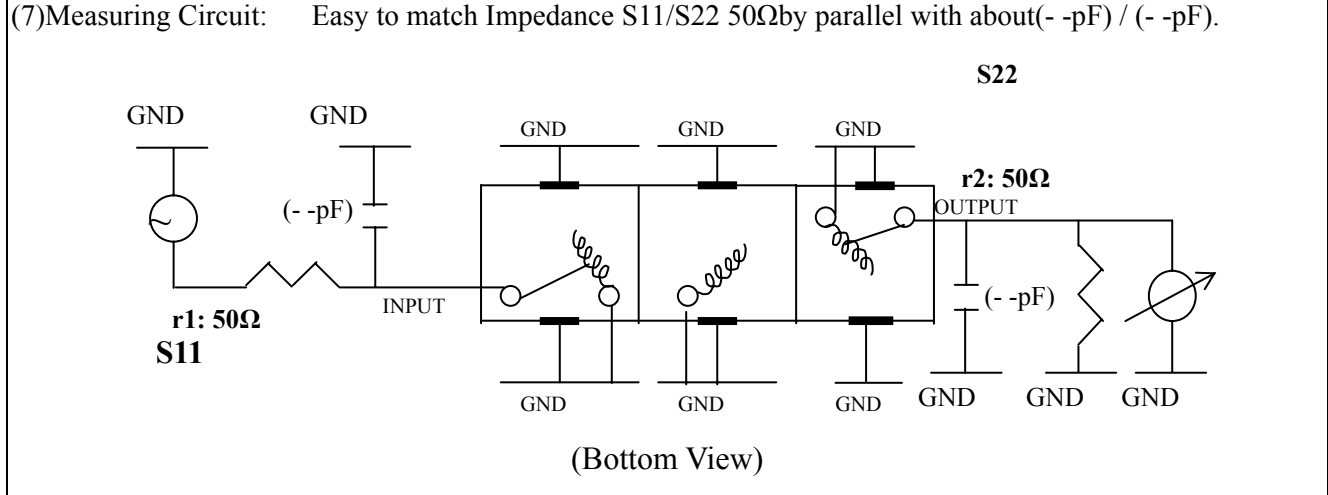 (7)Measuring Circuit: Easy to match Impedance S11/S22 50Ωby parallel with about(- -pF) / (- -pF).
S22
GND GND GND GND GND
r2: 50Ω
(- -pF) OUTPUT
(- -pF)
INPUT
r1: 50Ω
S11
GND GND GND GND GND GND
(Bottom View)